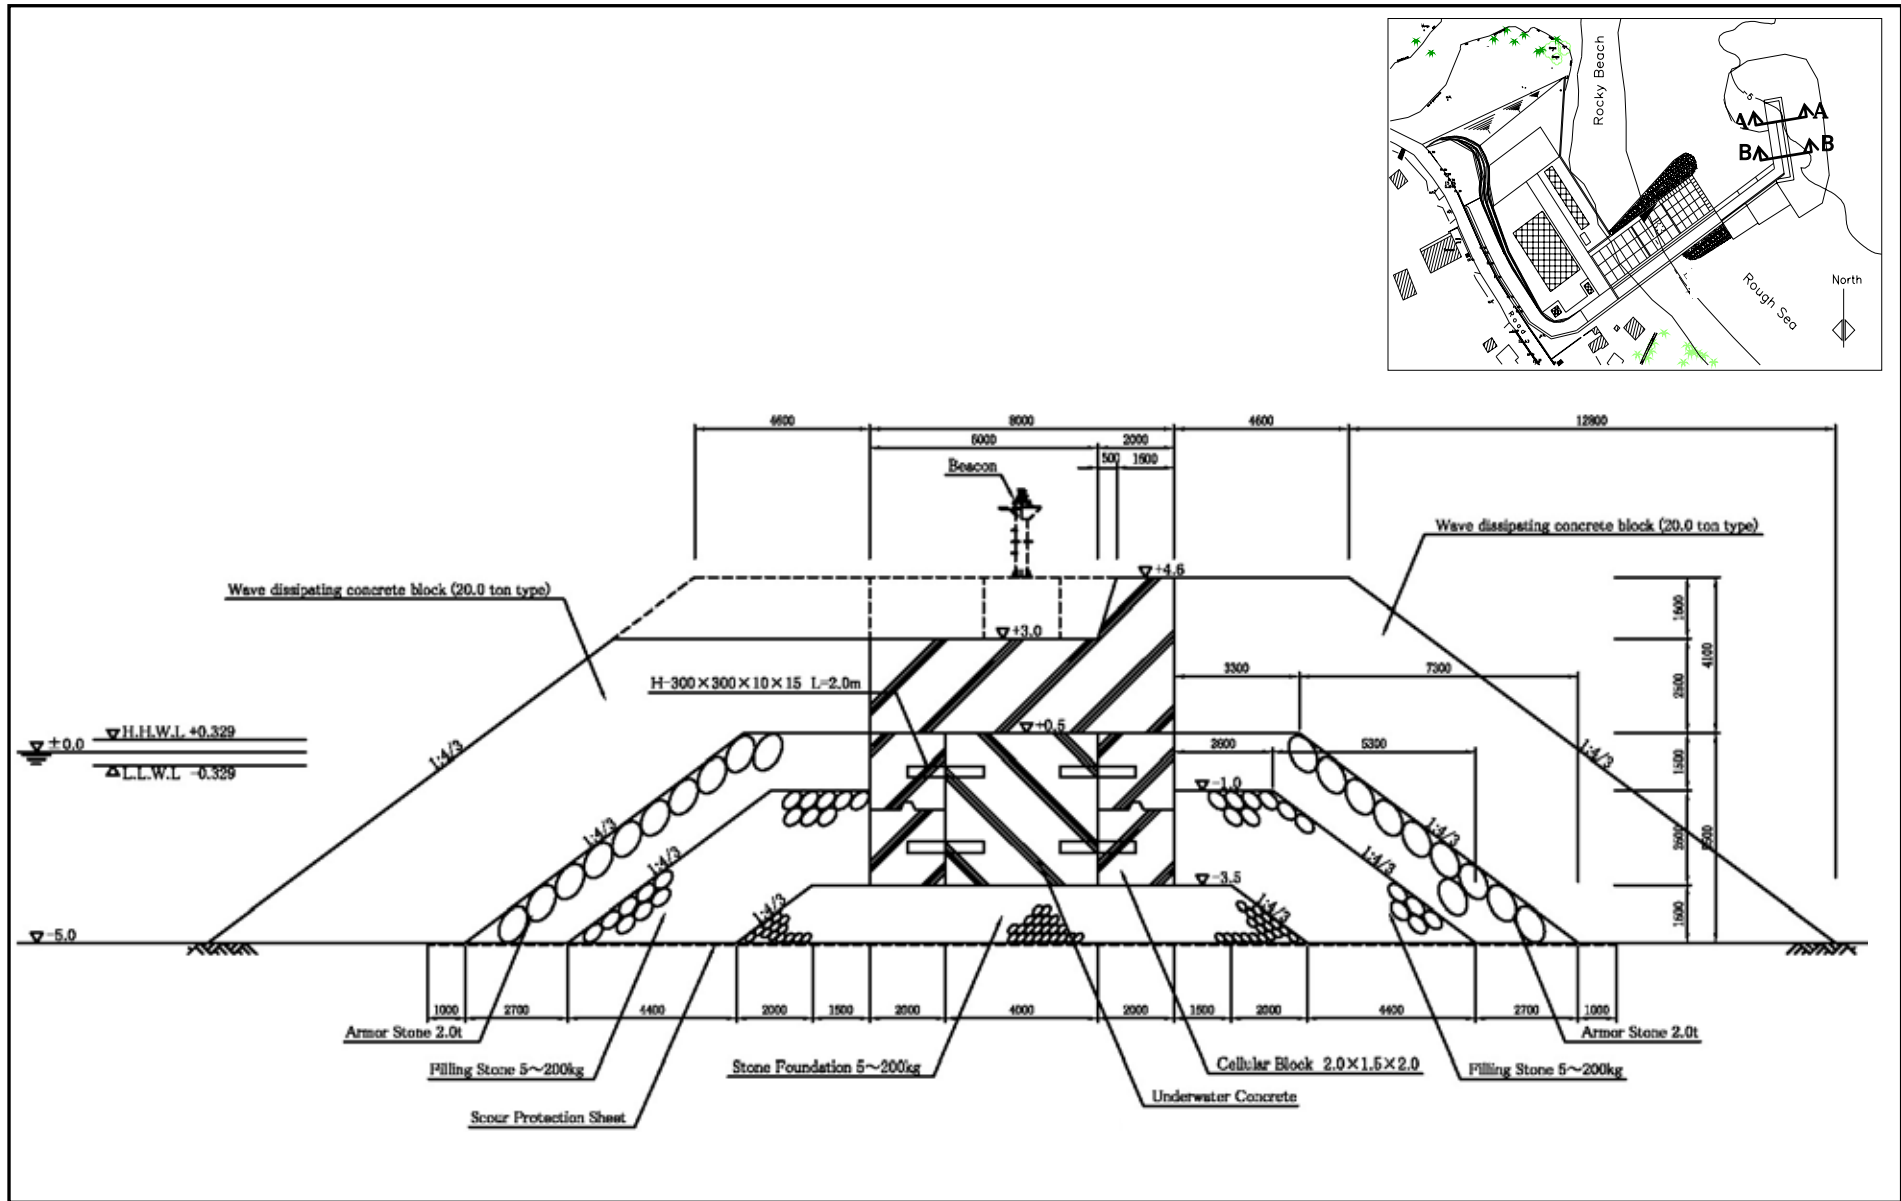 Rocky Beach
5
A
A
B
B
North
Rough Sea
Road
4600
8000
4600
12800
6000
2000
500
1500
Beacon
Wave dissipating concrete block (20.0 ton type)
Wave dissipating concrete block (20.0 ton type)
+4.6
+3.0
1600
4100
3300
7300
2500
H-300×300×10×15 L=2.0m
H.H.W.L +0.329
±0.0
L.L.W.L -0.329
+0.5
2600
5300
1:4/3
1:4/3
1500
-1.0
1:4/3
1:4/3
1:4/3
1:4/3
2500
-3.5
1:4/3
1:4/3
1500
-5.0
1000
2700
4400
2000
1500
2000
4000
2000
1500
2000
4400
2700
1000
Armor Stone 2.0t
Armor Stone 2.0t
Filling Stone 5～200kg
Stone Foundation 5～200kg
Cellular Block 2.0×1.5×2.0
Filling Stone 5～200kg
Underwater Concrete
Scour Protection Sheet